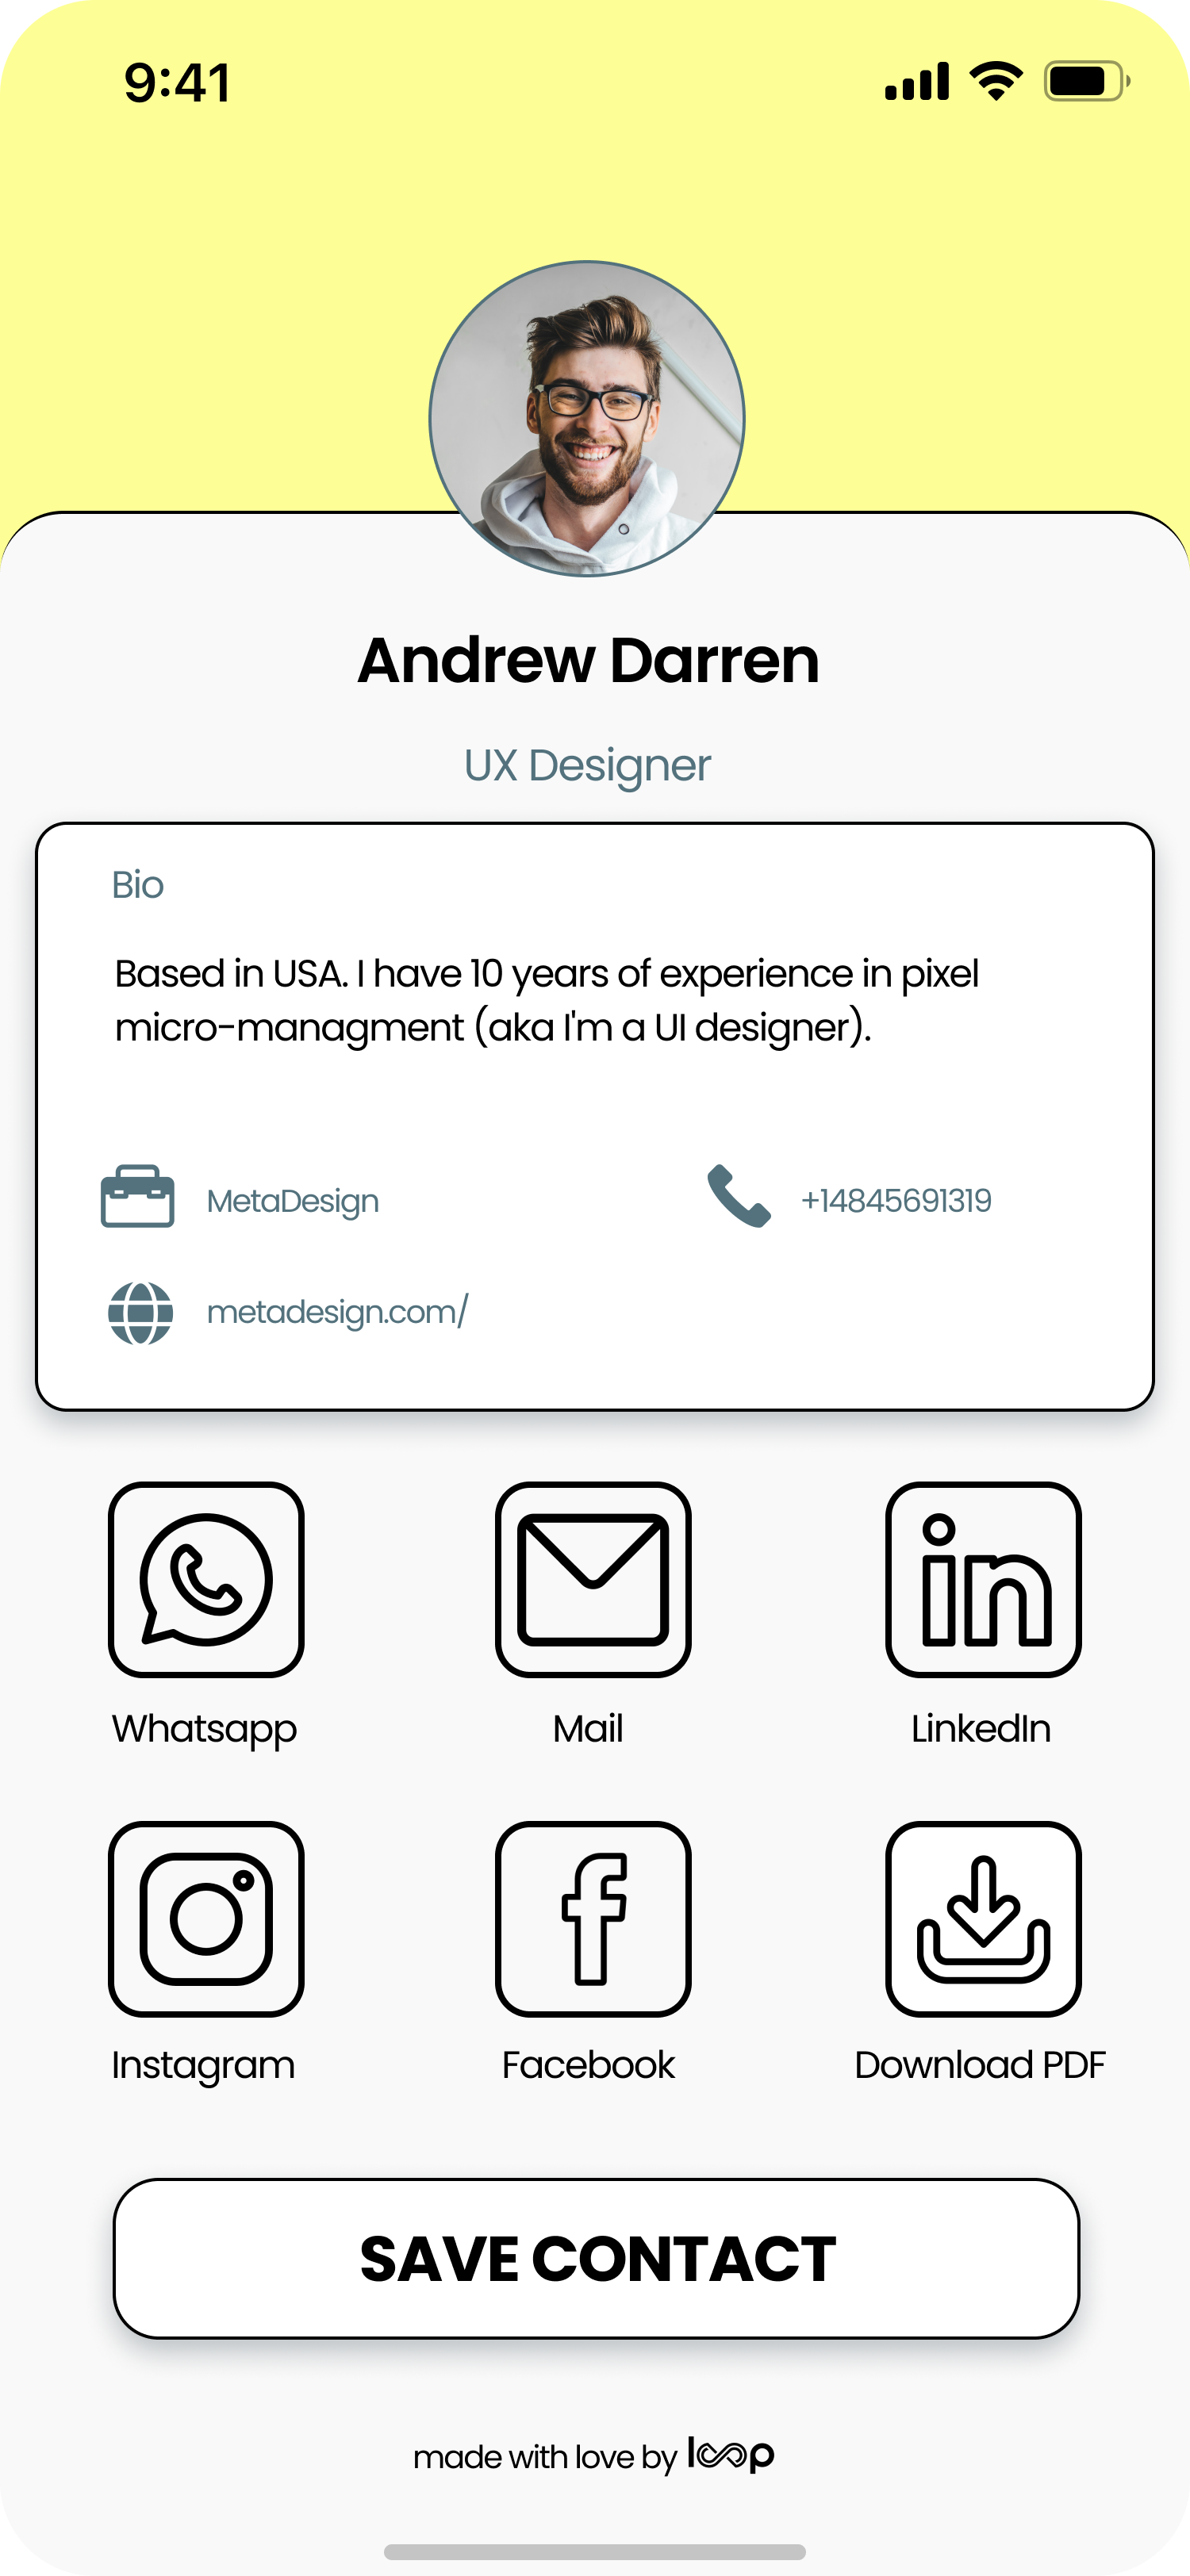 9:41
Andrew Darren
UX Designer
Bio
Based in USA. I have 10 years of experience in pixel
micro-managment (aka I'm a UI designer).
MetaDesign
+14845691319
metadesign.com/
in
Whatsapp
Mail
LinkedIn
f
Instagram
Facebook
Download PDF
SAVE CONTACT
made with love by loop